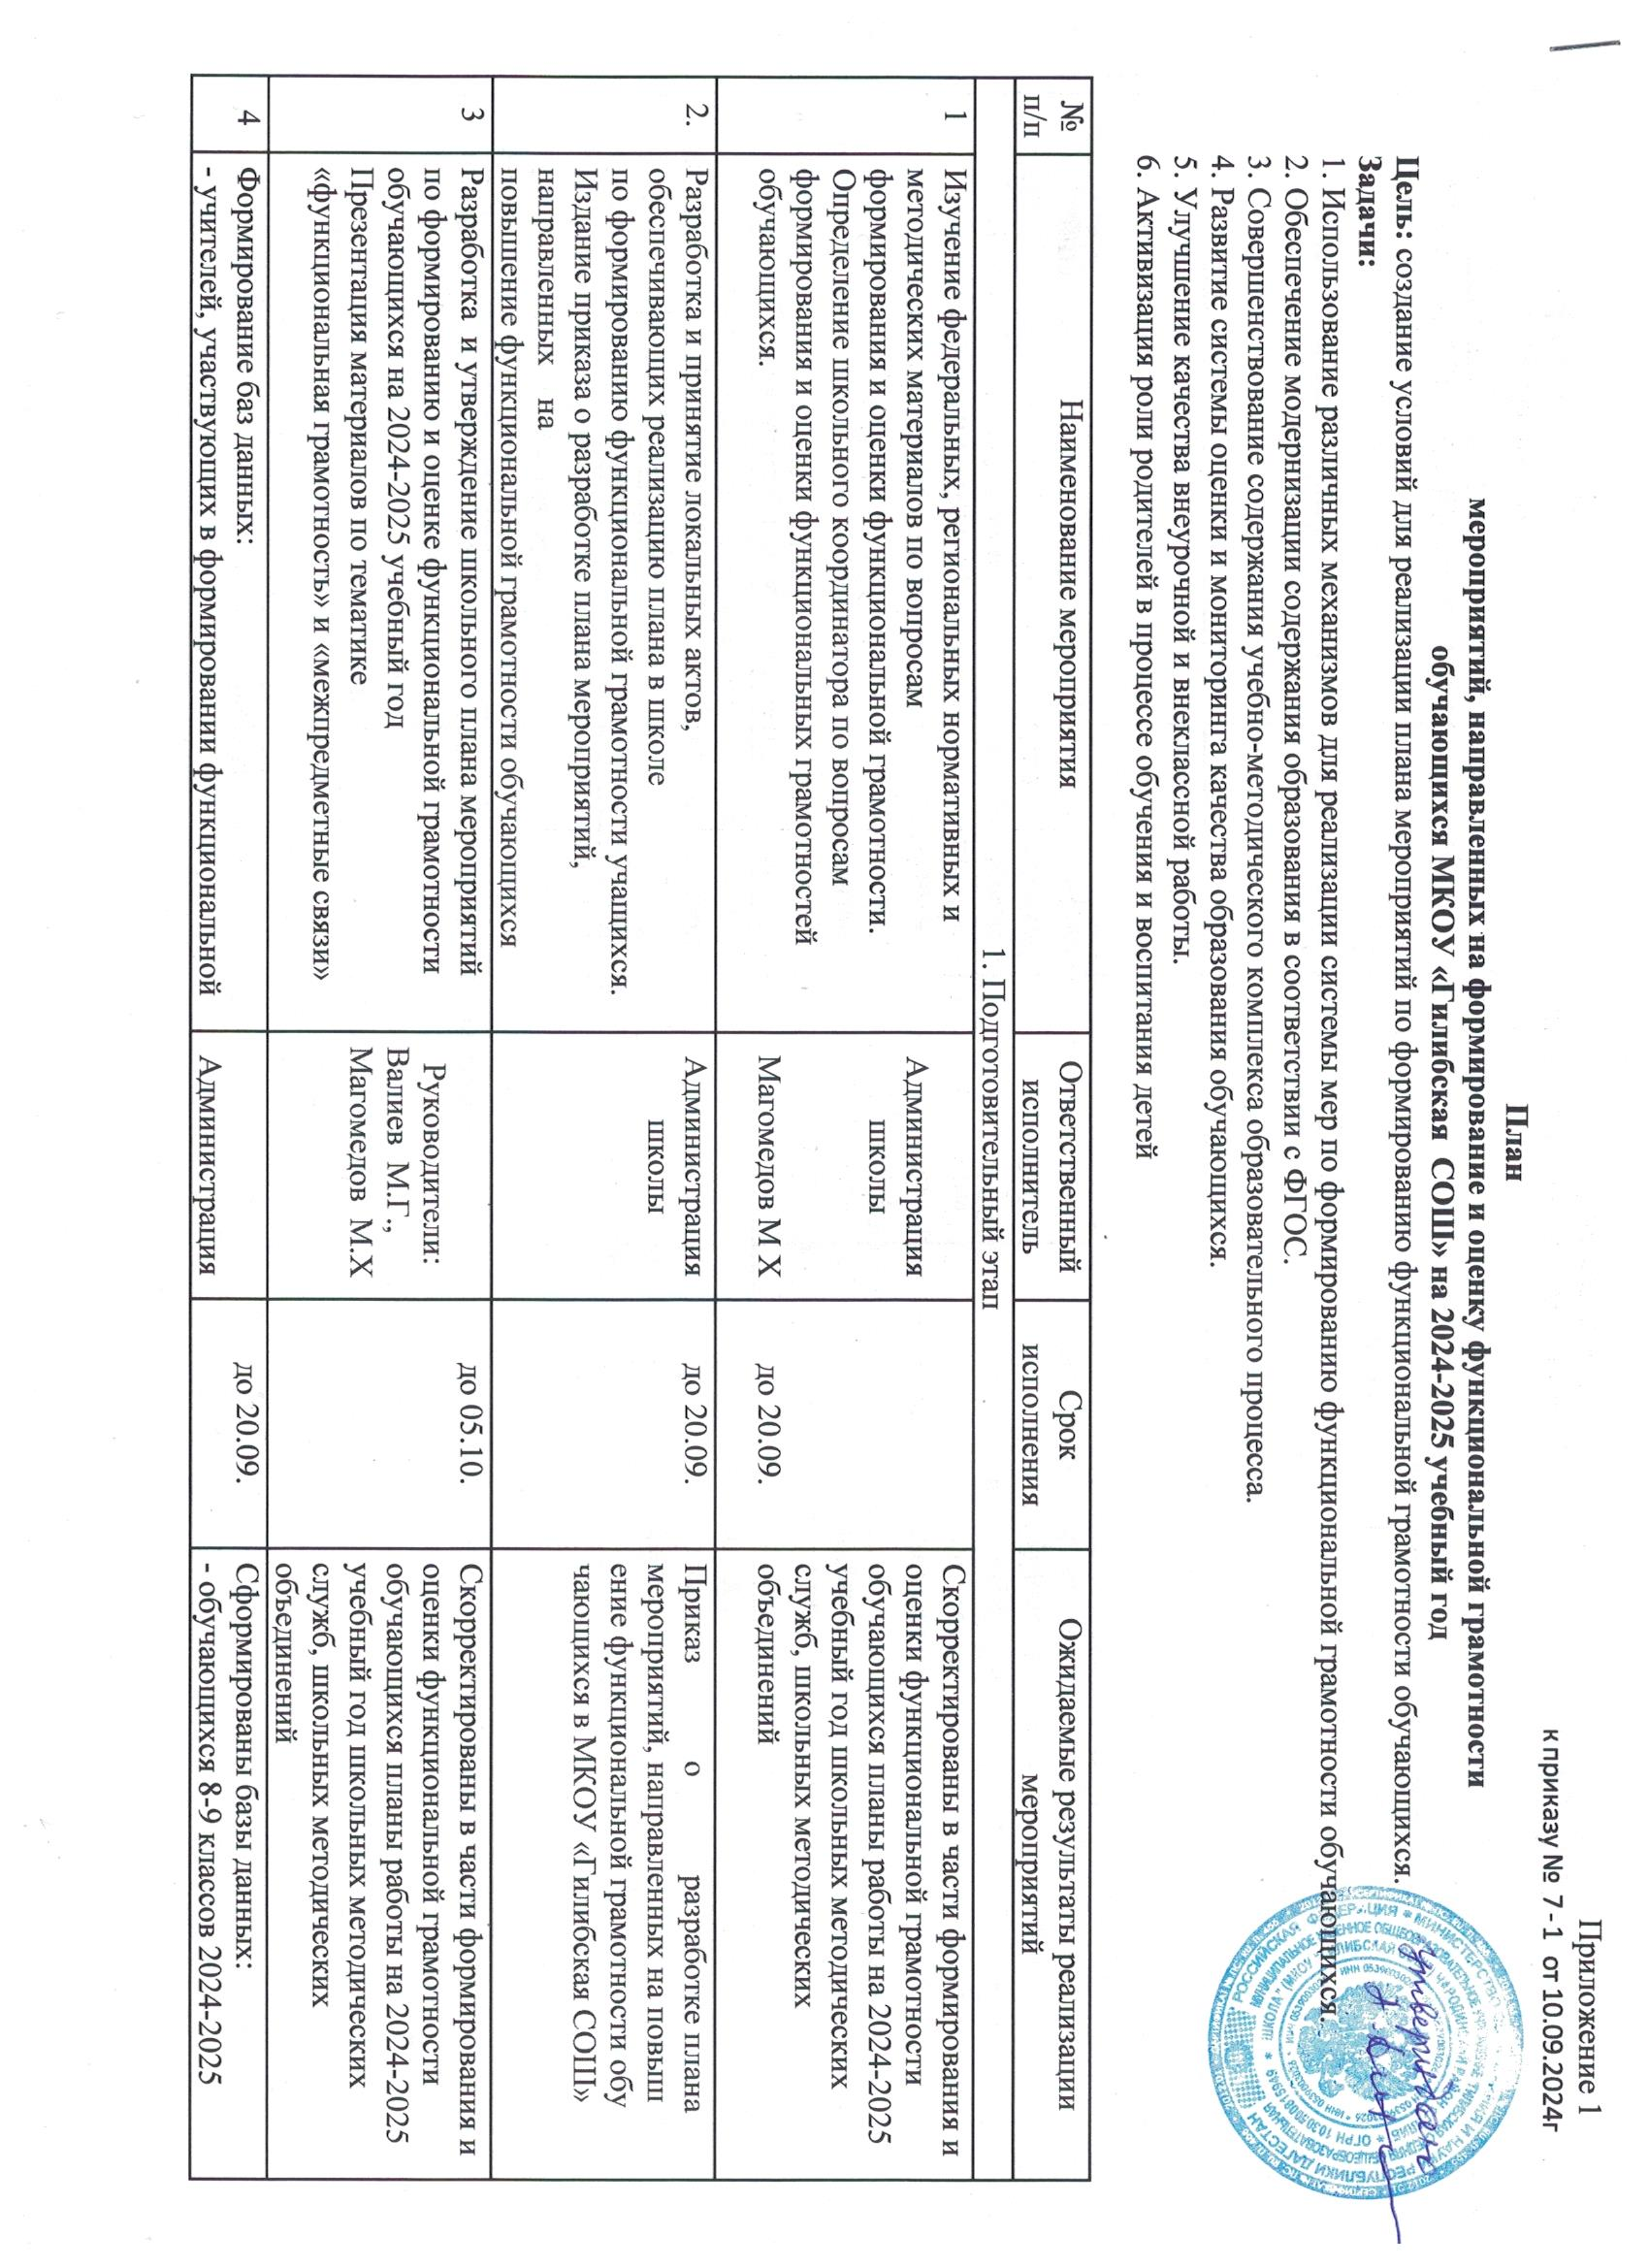 Приложение 1
К приказу № 7-1 от 10.09.2024г
План
мероприятий, направленных на формирование и оценку функциональной грамотности
обучающихся МКОУ «Гилибская СОШ» на 2024-2025 учебный год
Цель: создание условий для реализации плана мероприятий по формированию функциональной грамотности обучающихся.
Задачи:
1. Использование различных механизмов для реализации системы мер по формированию функциональной грамотности обучающихся.
2. Обеспечение модернизации содержания образования в соответствии с ФГОС.
3. Совершенствование содержания учебно-методического комплекса образовательного процесса.
4. Развитие системы оценки и мониторинга качества образования обучающихся.
5. Улучшение качества внеурочной и внеклассной работы.
6. Активизация роли родителей в процессе обучения и воспитания детей
№
п/п
Наименование мероприятия
Ответственный
исполнитель
Срок
исполнения
Ожидаемые результаты реализации
мероприятий
1. Подготовительный этап
1
Изучение федеральных, региональных нормативных и
методических материалов по вопросам
формирования и оценки функциональной грамотности.
Определение школьного координатора по вопросам
формирования и оценки функциональных грамотностей
обучающихся.
Администрация
школы
Магомедов М Х
до 20.09.
Скорректированы в части формирования и
оценки функциональной грамотности
обучающихся планы работы на 2024-2025
учебный год школьных методических
служб, школьных методических
объединений
2.
Разработка и принятие локальных актов,
обеспечивающих реализацию плана в школе
по формированию функциональной грамотности учащихся.
Издание приказа о разработке плана мероприятий,
направленных на
повышение функциональной грамотности обучающихся
Администрация
школы
до 20.09.
Приказ о разработке плана
мероприятий, направленных на повыш
ение функциональной грамотности обу
чающихся в МКОУ «Гилибская СОШ»
3
Разработка и утверждение школьного плана мероприятий
по формированию и оценке функциональной грамотности
обучающихся на 2024-2025 учебный год
Презентация материалов по тематике
«функциональная грамотность» и «межпредметные связи»
Руководители:
Валиев М.Г.,
Магомедов М.Х
до 05.10.
Скорректированы в части формирования и
оценки функциональной грамотности
обучающихся планы работы на 2024-2025
учебный год школьных методических
служб, школьных методических
объединений
4
Формирование баз данных:
- учителей, участвующих в формировании функциональной
Администрация
до 20.09.
Сформированы базы данных:
- обучающихся 8-9 классов 2024-2025